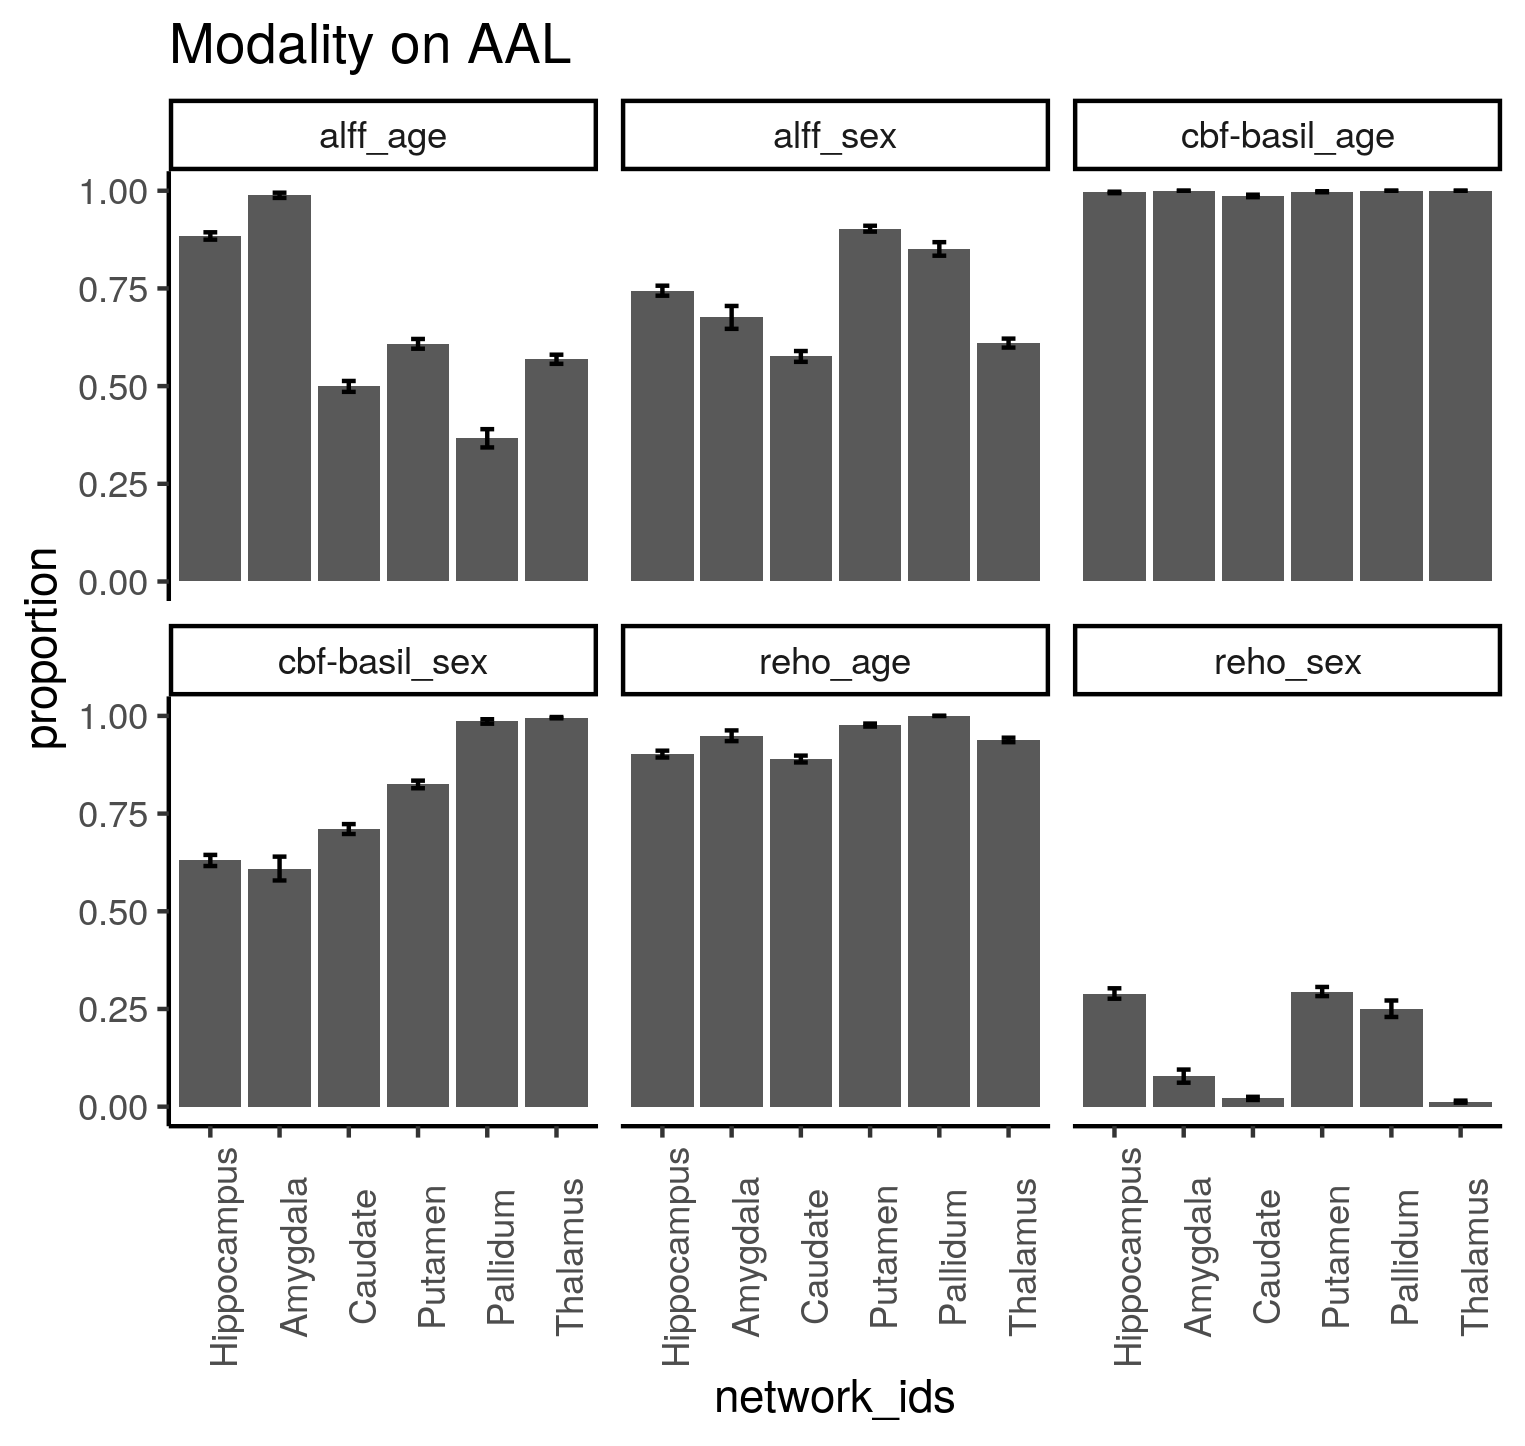 Modality on AAL
alff_age
alff_sex
cbf-basil_age
1.00
0.75
0.50
0.25
0.00
cbf-basil_sex
reho_age
reho_sex
1.00
0.75
0.50
0.25
0.00
proportion
Hippocampus
Amygdala
Caudate
Putamen
Pallidum
Thalamus
Hippocampus
Amygdala
Caudate
Putamen
Pallidum
Thalamus
Hippocampus
Amygdala
Caudate
Putamen
Pallidum
Thalamus
network_ids